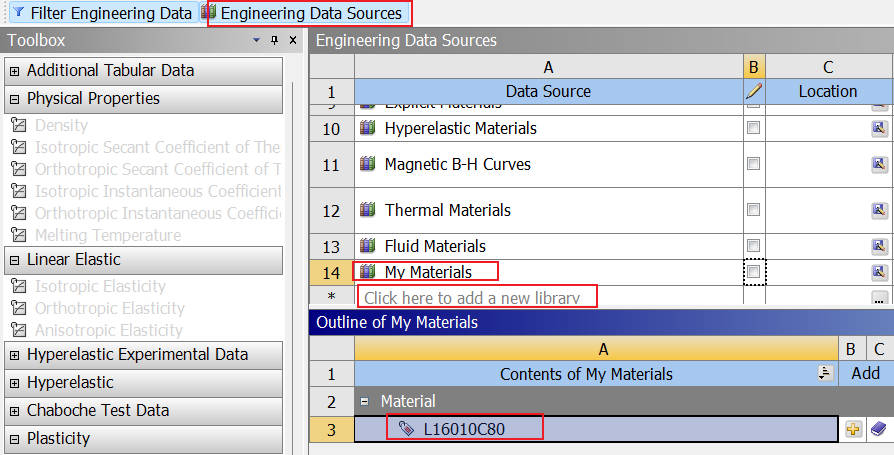 Filter Engineering Data Engineering Data Sources
Toolbox
Additional Tabular Data
Physical Properties
Density
Isotropic Secant Coefficient of The
Orthotropic Secant Coefficient of T
Isotropic Instantaneous Coefficient
Orthotropic Instantaneous Coefficie
Melting Temperature
Linear Elastic
Isotropic Elasticity
Orthotropic Elasticity
Anisotropic Elasticity
Hyperelastic Experimental Data
Hyperelastic
Chaboche Test Data
Plasticity
Engineering Data Sources
A B C
1 Data Source Location
9 Explicit Materials
10 Hyperelastic Materials
11 Magnetic B-H Curves
12 Thermal Materials
13 Fluid Materials
14 My Materials
* Click here to add a new library ...
Outline of My Materials
A B C
1 Contents of My Materials Add
2 Material
3 L16010C80